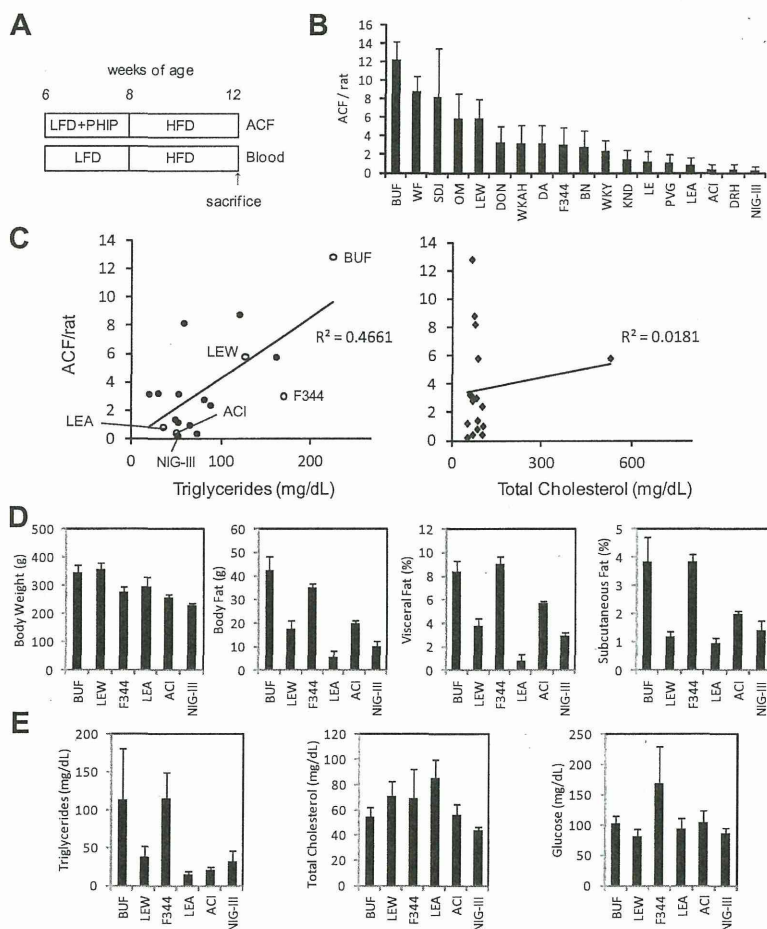 A
weeks of age
6 8 12
LFD+PHIP HFD ACF
LFD HFD Blood
sacrifice
B
ACF/ rat
16
14
12
10
8
6
4
2
0
BUF WF SDJ OM LEW DON WKAH DA F344 BN WKY KND LE PVG LEA ACI DRH NIG-III
C
ACF/rat
14
12
10
8
6
4
2
0
0 100 200
Triglycerides (mg/dL)
BUF
R² = 0.4661
LEW
F344
LEA
ACI
NIG-III
14
12
10
8
6
4
2
0
0 300 600
Total Cholesterol (mg/dL)
R² = 0.0181
D
Body Weight (g)
500
400
300
200
100
0
BUF LEW F344 LEA ACI NIG-III
Body Fat (g)
60
50
40
30
20
10
0
BUF LEW F344 LEA ACI NIG-III
Visceral Fat (%)
12
10
8
6
4
2
0
BUF LEW F344 LEA ACI NIG-III
Subcutaneous Fat (%)
5
4
3
2
1
0
BUF LEW F344 LEA ACI NIG-III
E
Triglycerides (mg/dL)
200
150
100
50
0
BUF LEW F344 LEA ACI NIG-III
Total Cholesterol (mg/dL)
120
100
80
60
40
20
0
BUF LEW F344 LEA ACI NIG-III
Glucose (mg/dL)
250
200
150
100
50
0
BUF LEW F344 LEA ACI NIG-III